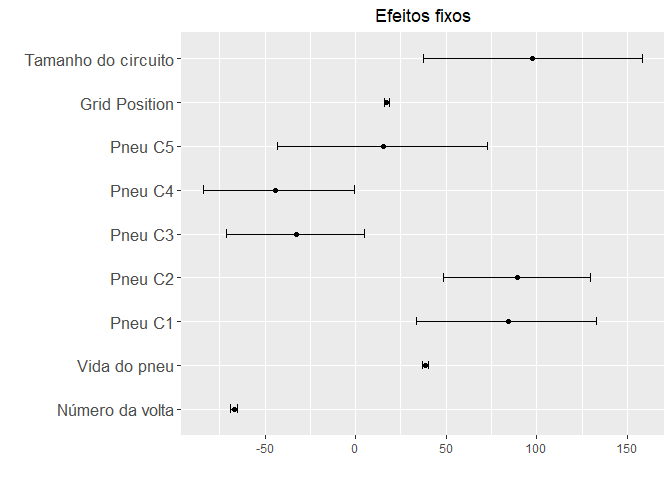 Efeitos fixos
Tamanho do circuito
Grid Position
Pneu C5
Pneu C4
Pneu C3
Pneu C2
Pneu C1
Vida do pneu
Número da volta
-50 0 50 100 150